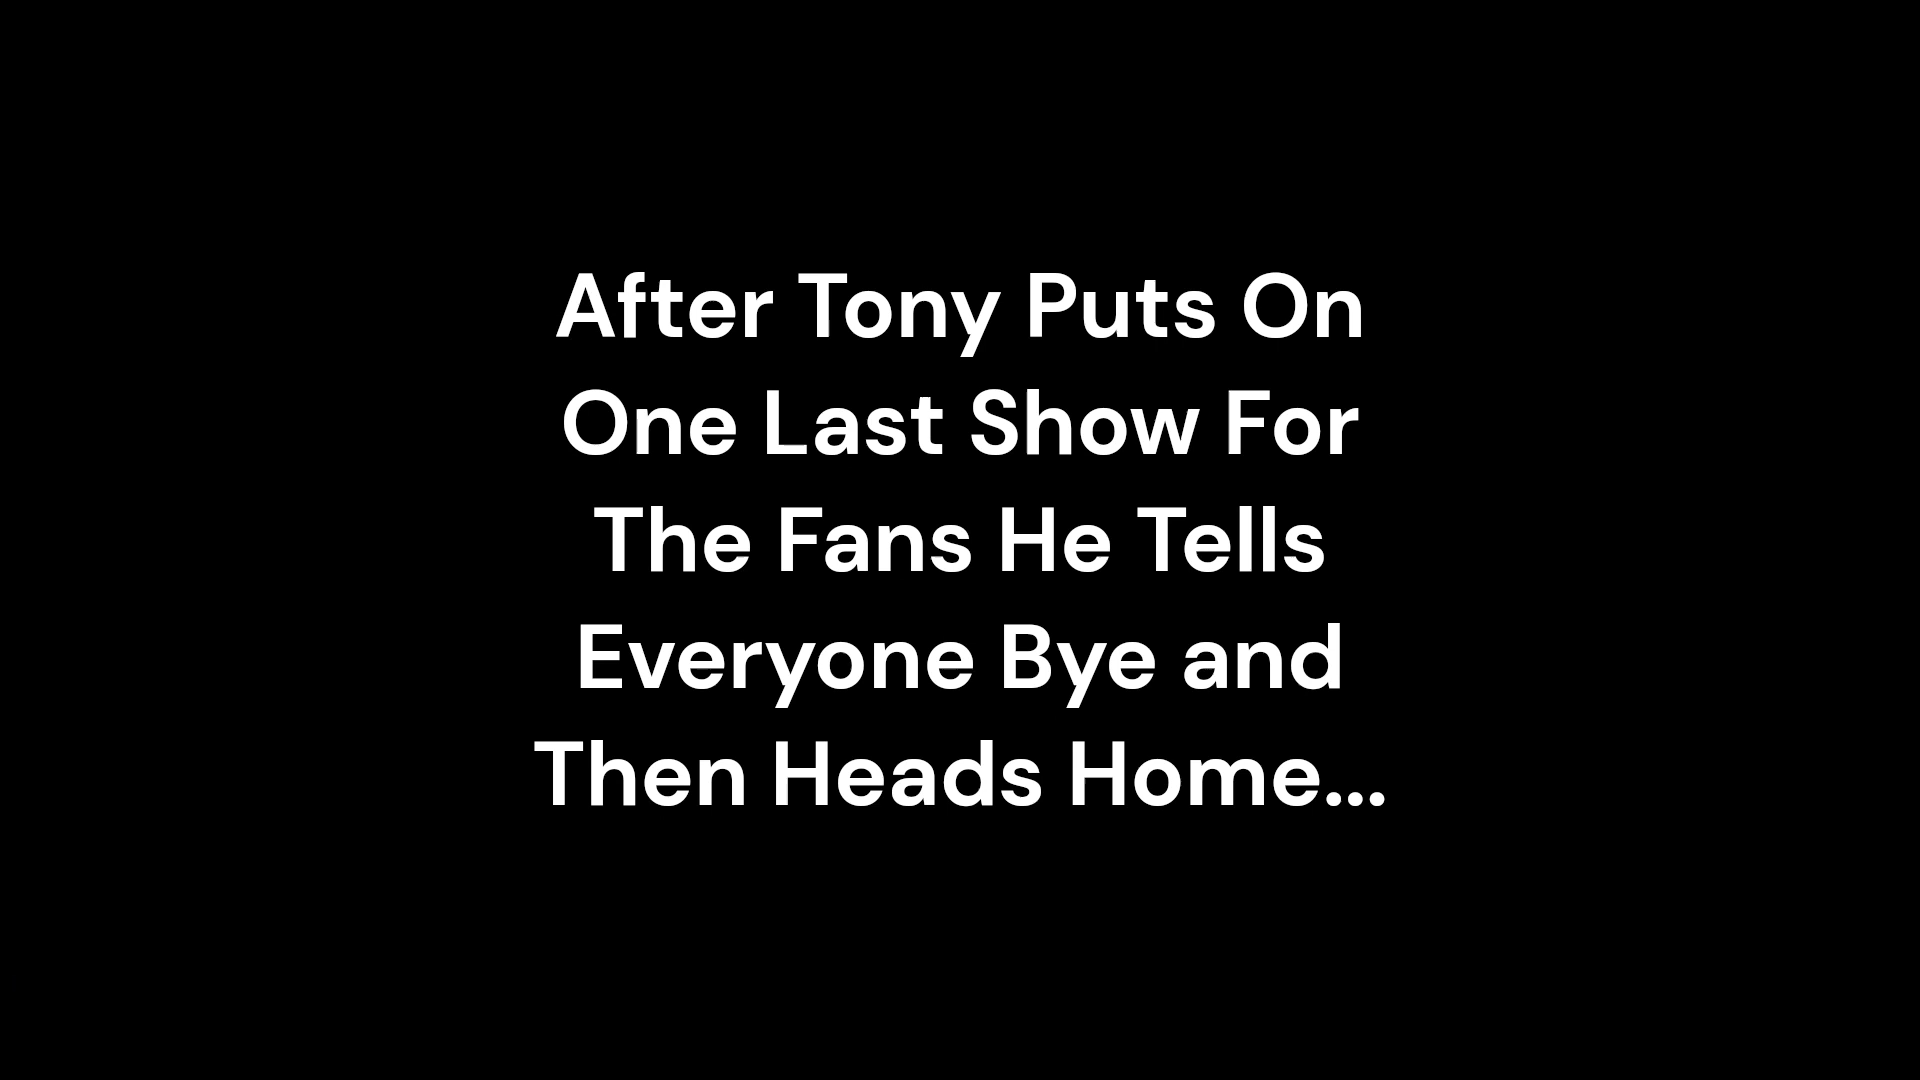 After Tony Puts On
One Last Show For
The Fans He Tells
Everyone Bye and
Then Heads Home...